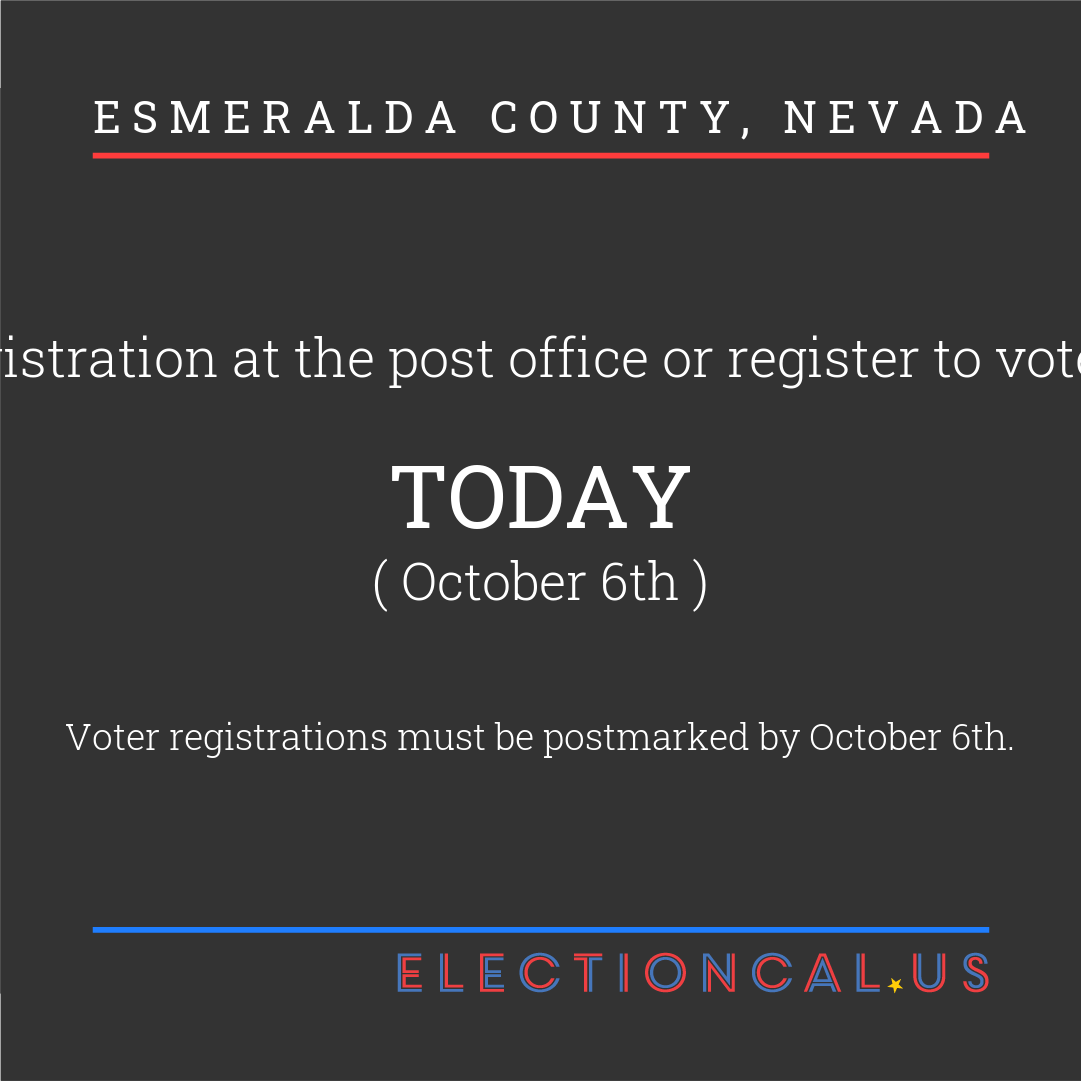 ESMERALDA COUNTY, NEVADA
istration at the post office or register to vot
TODAY
( October 6th )
Voter registrations must be postmarked by October 6th.
ELECTIONCAL.US